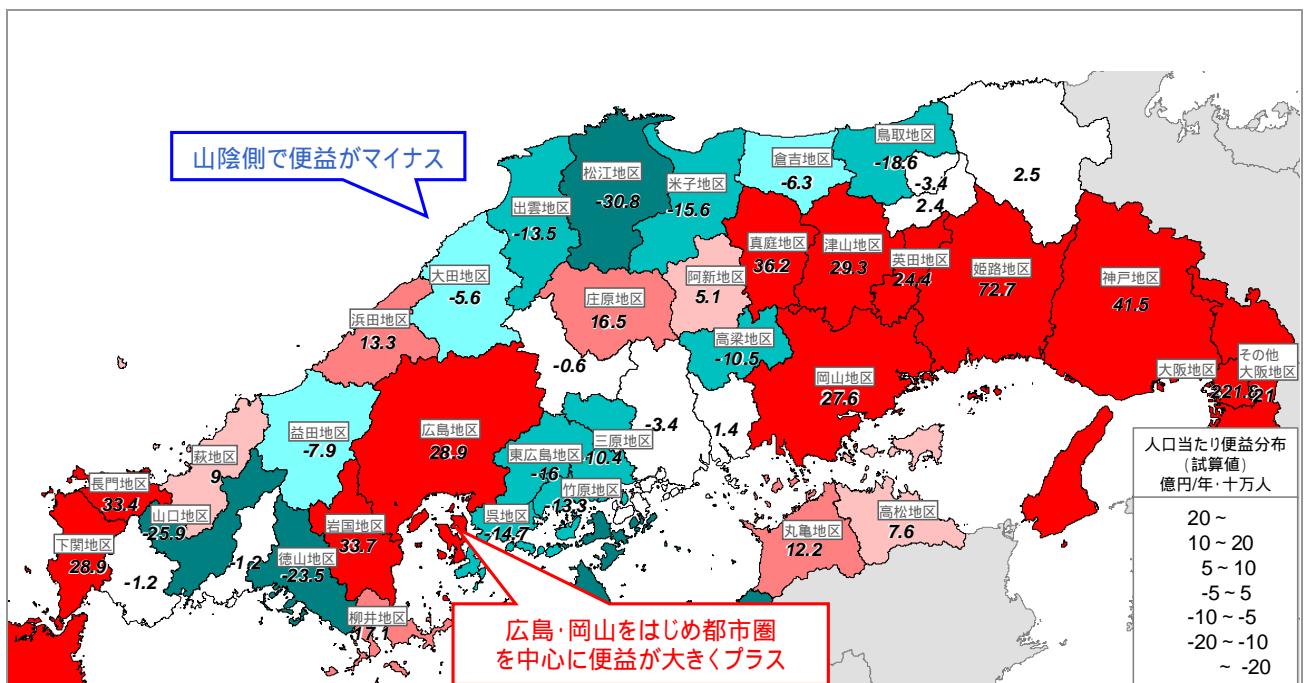 山陰側で便益がマイナス
鳥取地区
-18.6
倉吉地区
-6.3
松江地区
-30.8
米子地区
-15.6
-3.4
2.4
2.5
出雲地区
-13.5
真庭地区
36.2
津山地区
29.3
英田地区
24.4
姫路地区
72.7
神戸地区
41.5
大田地区
-5.6
阿新地区
5.1
庄原地区
16.5
浜田地区
13.3
高梁地区
-10.5
-0.6
岡山地区
27.6
大阪地区
その他
大阪地区
21
益田地区
-7.9
広島地区
28.9
東広島地区
-16
三原地区
-10.4
-3.4
1.4
萩地区
9
長門地区
33.4
山口地区
-25.9
竹原地区
-13.3
呉地区
-14.7
岩国地区
33.7
丸亀地区
12.2
高松地区
7.6
下関地区
28.9
-1.2
-1.2
徳山地区
-23.5
柳井地区
17.1
広島・岡山をはじめ都市圏
を中心に便益が大きくプラス
人口当たり便益分布
(試算値)
億円/年・十万人
20 ~
10 ~ 20
5 ~ 10
-5 ~ 5
-10 ~ -5
-20 ~ -10
~ -20